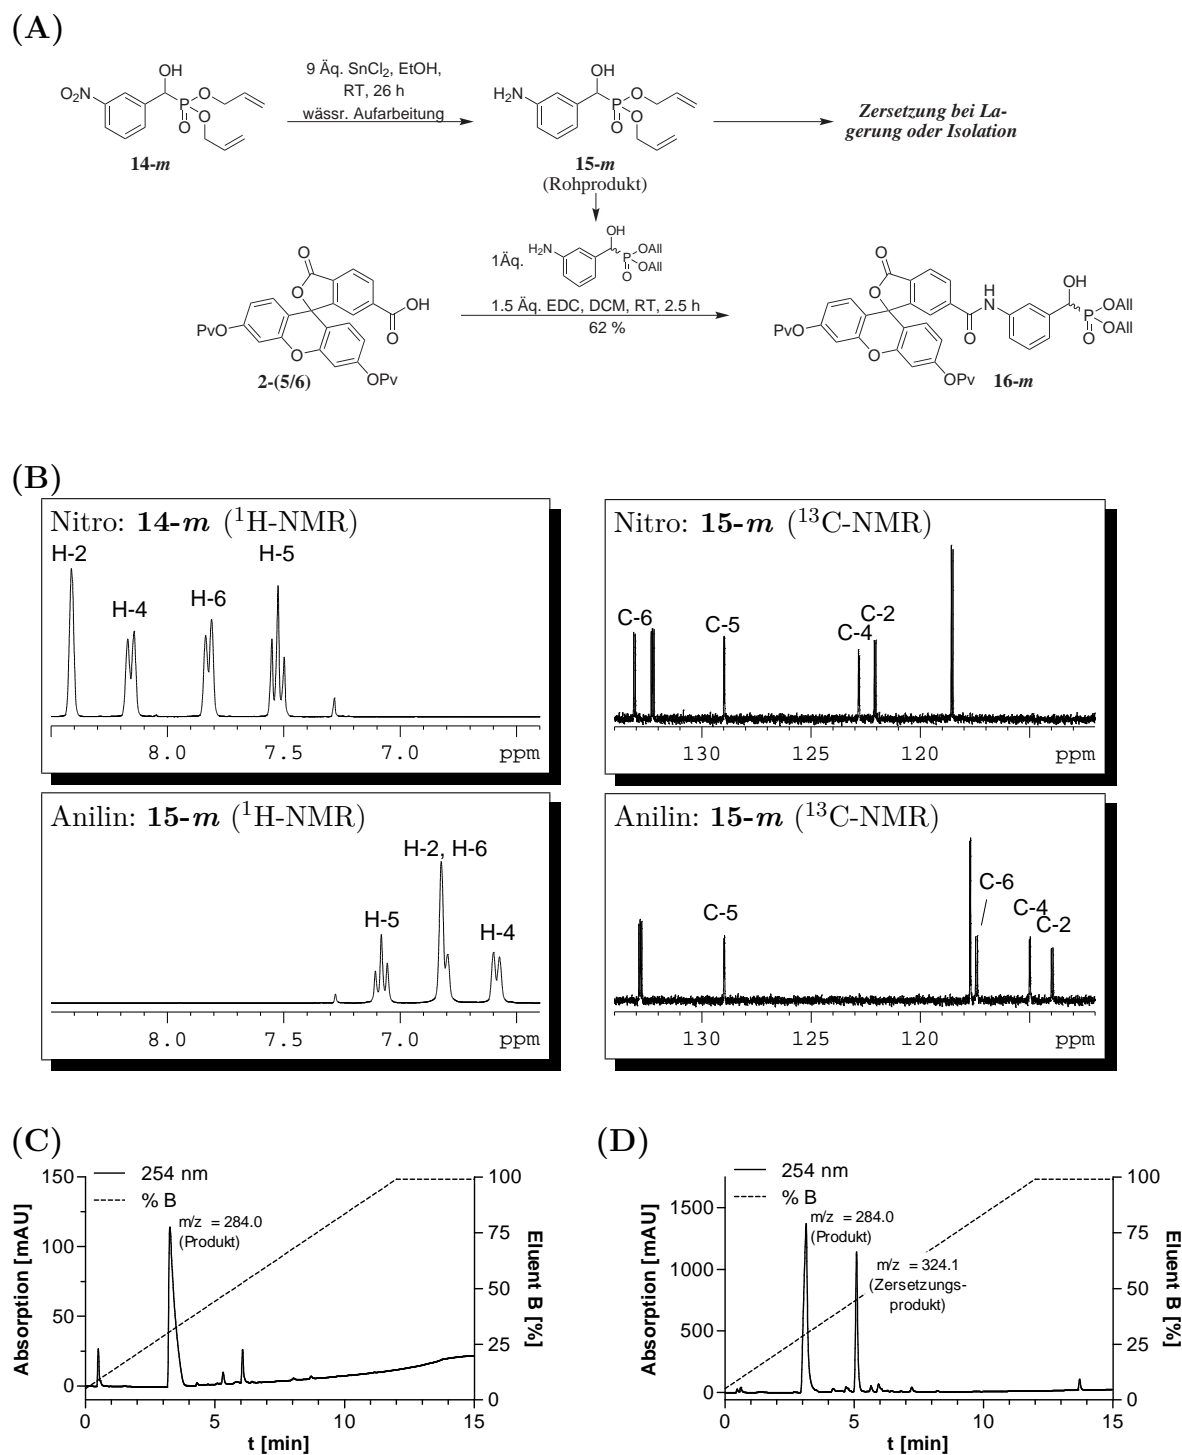 (A)
OH
O₂N
P
O
O
O
14-m
9 Äq. SnCl₂, EtOH,
RT, 26 h
wässr. Aufarbeitung
OH
H₂N
P
O
O
O
15-m
(Rohprodukt)
Zersetzung bei La-
gerung oder Isolation
O
O
OH
O
PvO
O
OPv
2-(5/6)
1Äq.
OH
H₂N
P
OAll
OAll
O
1.5 Äq. EDC, DCM, RT, 2.5 h
62 %
O
O
H
N
O
OH
P
OAll
OAll
O
PvO
O
OPv
16-m
(B)
Nitro: 14-m (¹H-NMR)
H-2
H-4
H-6
H-5
8.0 7.5 7.0 ppm
Nitro: 15-m (¹³C-NMR)
C-6
C-5
C-4
C-2
130 125 120 ppm
Anilin: 15-m (¹H-NMR)
H-2, H-6
H-5
H-4
8.0 7.5 7.0 ppm
Anilin: 15-m (¹³C-NMR)
C-5
C-6
C-4
C-2
130 125 120 ppm
(C)
254 nm
% B
m/z = 284.0
(Produkt)
Absorption [mAU]
150
100
50
0
Eluent B [%]
100
75
50
25
0
0 5 10 15
t [min]
(D)
254 nm
% B
m/z = 284.0
(Produkt)
m/z = 324.1
(Zersetzungs-
produkt)
Absorption [mAU]
1500
1000
500
0
Eluent B [%]
100
75
50
25
0
0 5 10 15
t [min]